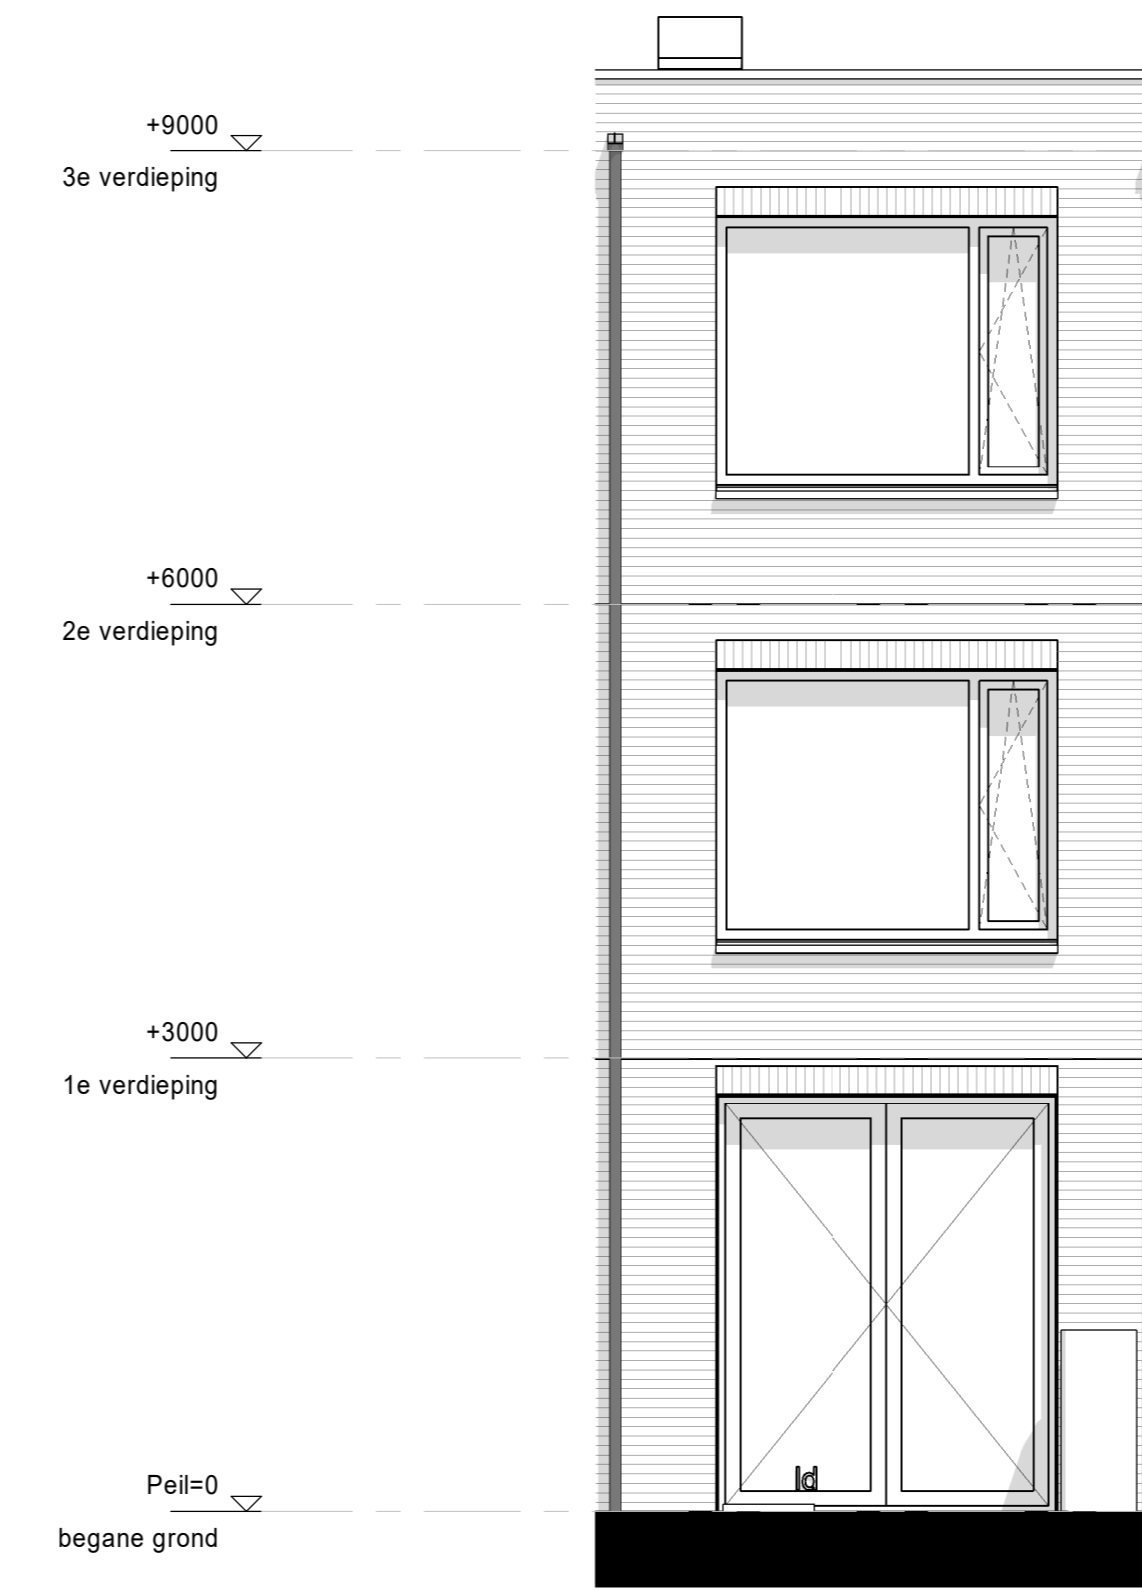 +9000
3e verdieping
+6000
2e verdieping
+3000
1e verdieping
ld
Peil=0
begane grond